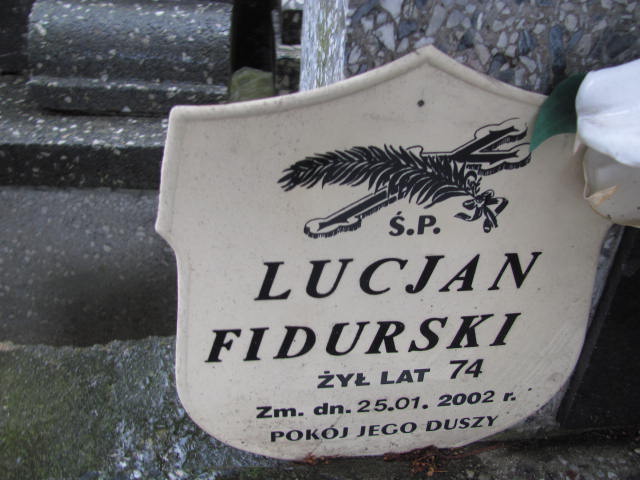 Ś.P.
LUCJAN
FIDURSKI
ŻYŁ LAT 74
Zm. dn. 25.01. 2002 r.
POKÓJ JEGO DUSZY